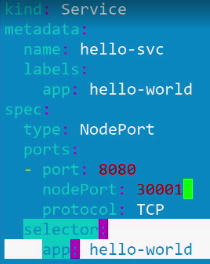 kind: Service
metadata:
  name: hello-svc
  labels:
    app: hello-world
spec:
  type: NodePort
  ports:
  - port: 8080
    nodePort: 30001
    protocol: TCP
  selector:
    app: hello-world